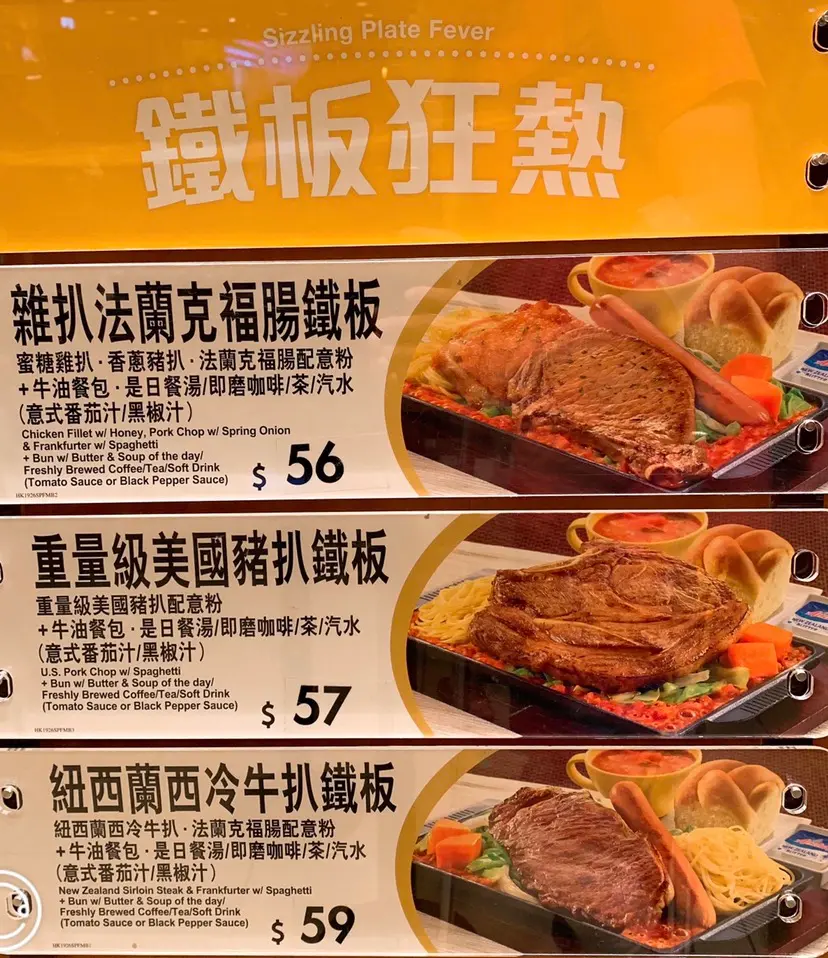 Sizzling Plate Fever
鐵板狂熱
雜扒法蘭克福腸鐵板
蜜糖雞扒·香蔥豬扒·法蘭克福腸配意粉
+牛油餐包·是日餐湯/即磨咖啡/茶/汽水
(意式番茄汁/黑椒汁)
Chicken Fillet w/ Honey, Pork Chop w/ Spring Onion
& Frankfurter w/ Spaghetti
+ Bun w/ Butter & Soup of the day/
Freshly Brewed Coffee/Tea/Soft Drink
(Tomato Sauce or Black Pepper Sauce)
$ 56
重量級美國豬扒鐵板
重量級美國豬扒配意粉
+牛油餐包·是日餐湯/即磨咖啡/茶/汽水
(意式番茄汁/黑椒汁)
U.S. Pork Chop w/ Spaghetti
+ Bun w/ Butter & Soup of the day/
Freshly Brewed Coffee/Tea/Soft Drink
(Tomato Sauce or Black Pepper Sauce)
$ 57
紐西蘭西冷牛扒鐵板
紐西蘭西冷牛扒·法蘭克福腸配意粉
+牛油餐包·是日餐湯/即磨咖啡/茶/汽水
(意式番茄汁/黑椒汁)
New Zealand Sirloin Steak & Frankfurter w/ Spaghetti
+ Bun w/ Butter & Soup of the day/
Freshly Brewed Coffee/Tea/Soft Drink
(Tomato Sauce or Black Pepper Sauce)
$ 59